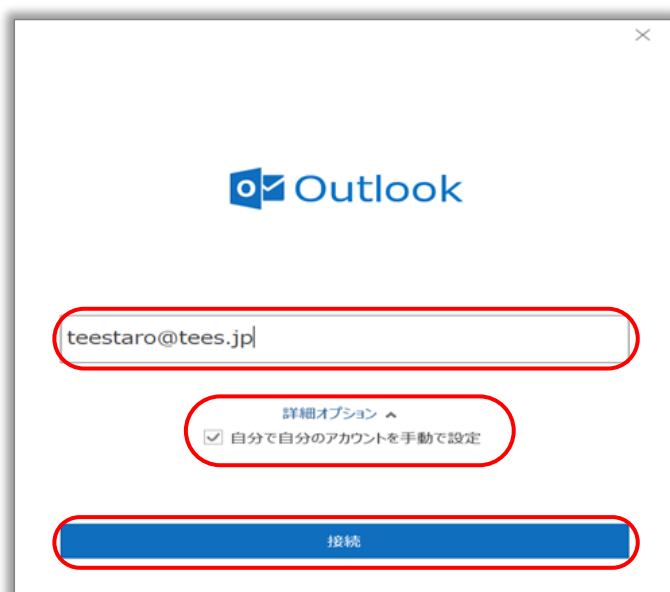 Outlook
teestaro@tees.jp
詳細オプション
自分で自分のアカウントを手動で設定
接続